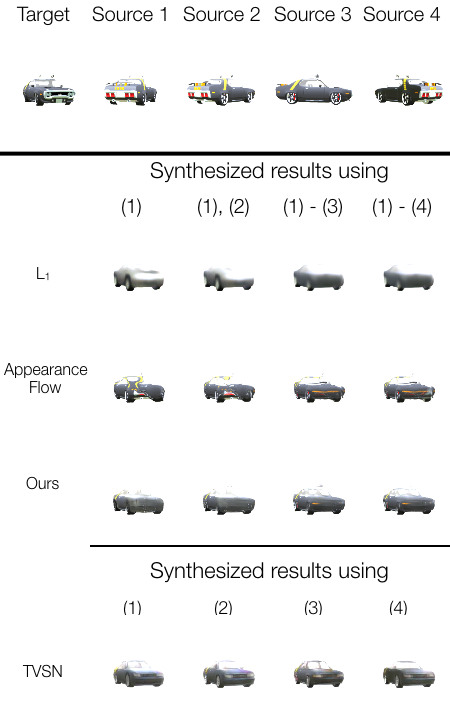 Target Source 1 Source 2 Source 3 Source 4
Synthesized results using
(1) (1), (2) (1) - (3) (1) - (4)
L₁
Appearance
Flow
Ours
Synthesized results using
(1) (2) (3) (4)
TVSN